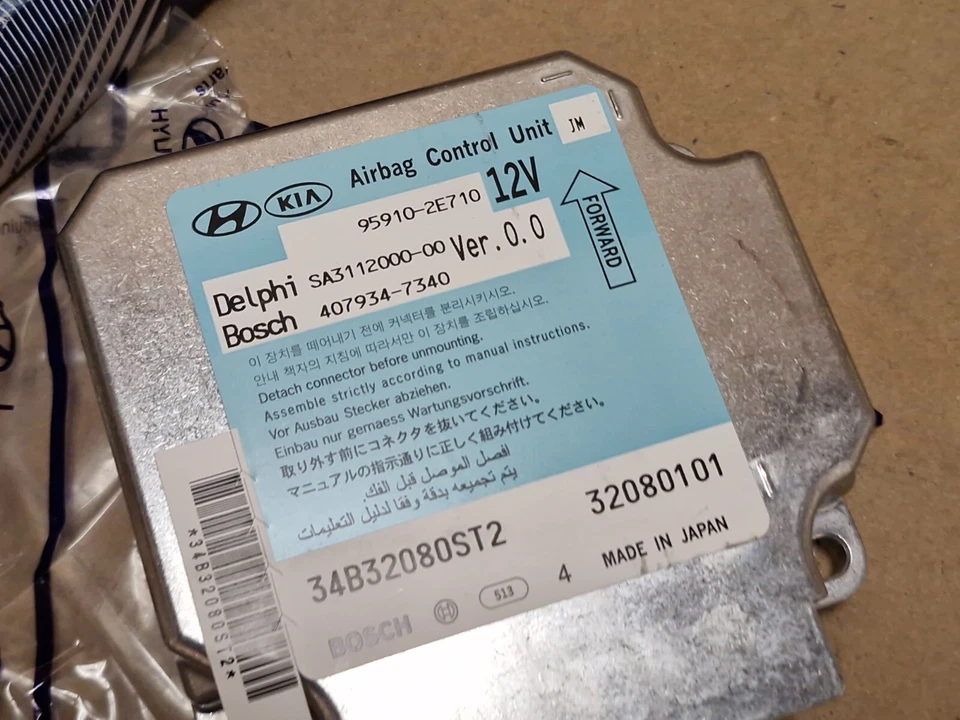 JM
Airbag Control Unit
KIA
95910-2E710
12V
Delphi SA3112000-00 Ver.0.0
Bosch 407934-7340
FORWARD
이 장치를 떼어내기 전에 커넥터를 분리시키시오.
안내 책자의 지침에 따라서만 이 장치를 조립하십시오.
Detach connector before unmounting.
Assemble strictly according to manual instructions.
Vor Ausbau Stecker abziehen.
Einbau nur gemaess Wartungsvorschrift.
取り外す前にコネクタを抜いてください。
マニュアルの指示通りに正しく組み付けてください。
افصل الموصل قبل الفك.
يتم تجميعه بدقة وفقا لدليل التعليمات
34B32080ST2
32080101
BOSCH
513
4
MADE IN JAPAN
*34B32080ST2*
HYU